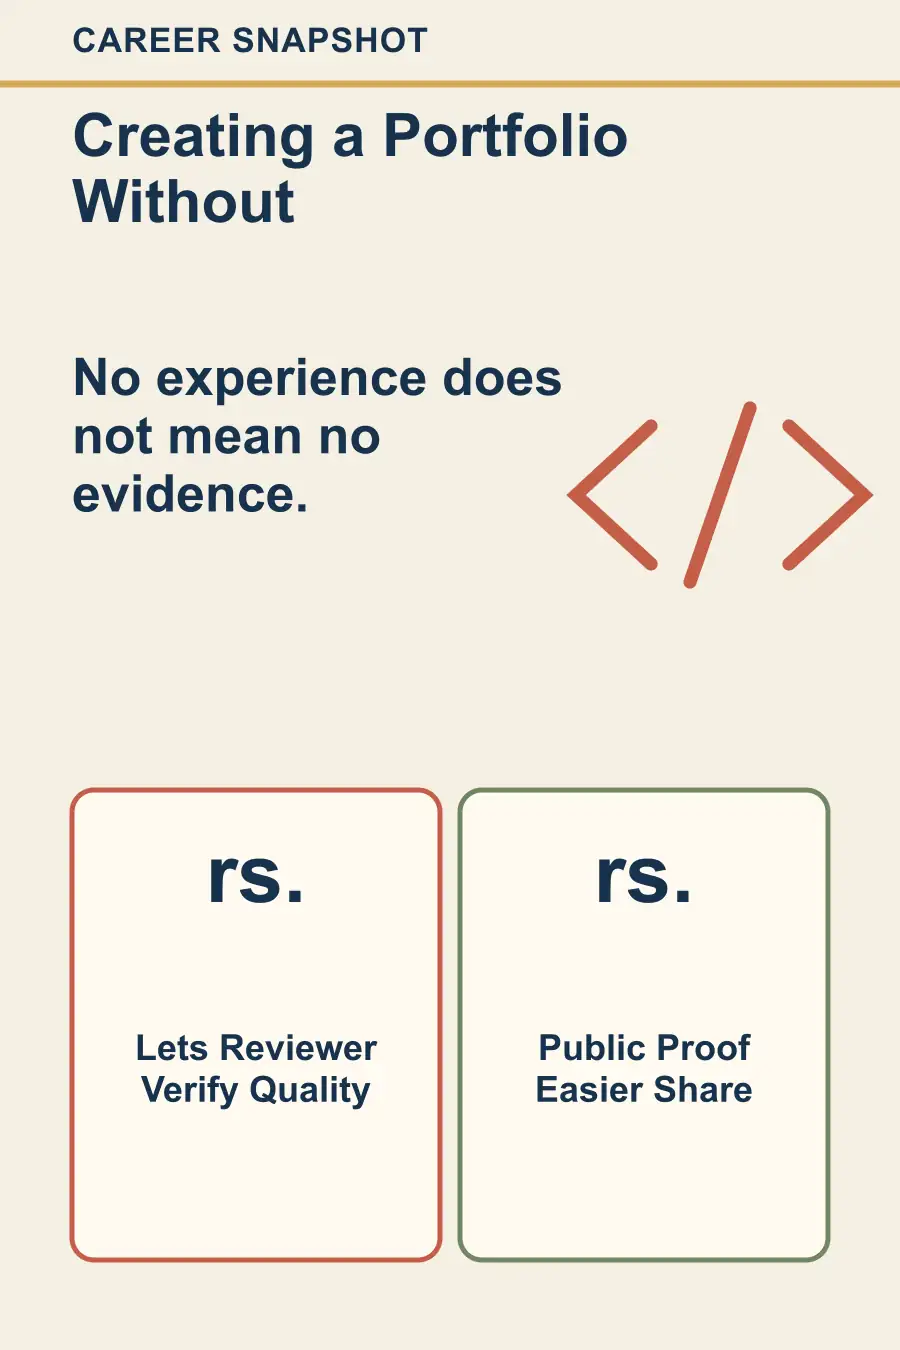 CAREER SNAPSHOT
Creating a Portfolio
Without
No experience does
not mean no
evidence.
</>
rs.
Lets Reviewer
Verify Quality
rs.
Public Proof
Easier Share